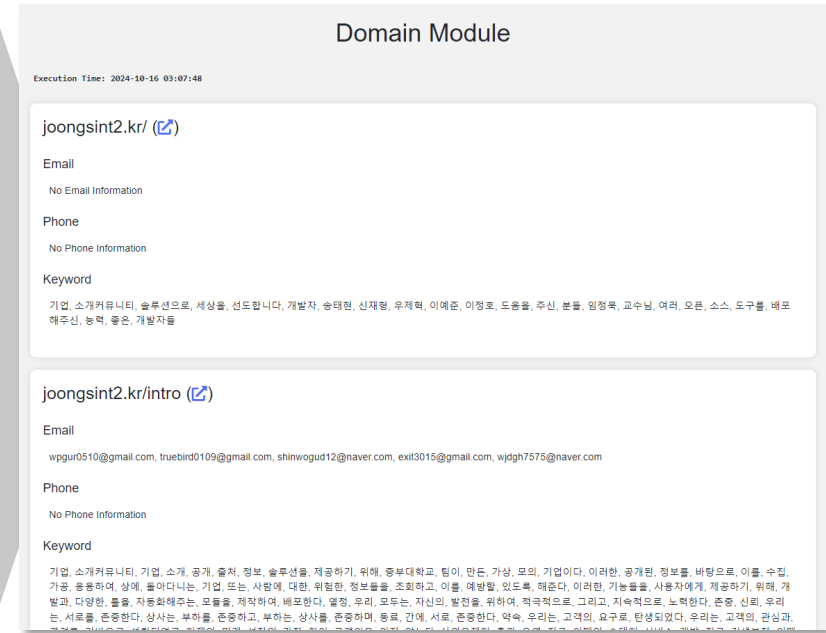 Domain Module
Execution Time: 2024-10-16 03:07:48
joongsint2.kr/ ()
Email
No Email Information
Phone
No Phone Information
Keyword
기업, 소개커뮤니티, 솔루션으로, 세상을, 선도합니다, 개발자, 송태현, 신재형, 우제혁, 이예준, 이정호, 도움을, 주신, 분들, 임정묵, 교수님, 여러, 오픈, 소스, 도구를, 배포
해주신, 능력, 좋은, 개발자들
joongsint2.kr/intro ()
Email
wpgur0510@gmail.com, truebird0109@gmail.com, shinwogud12@naver.com, exit3015@gmail.com, wjdgh7575@naver.com
Phone
No Phone Information
Keyword
기업, 소개커뮤니티, 기업, 소개, 공개, 출처, 정보, 솔루션을, 제공하기, 위해, 중부대학교, 팀이, 만든, 가상, 모의, 기업이다, 이러한, 공개된, 정보를, 바탕으로, 이를, 수집,
가공, 응용하여, 상에, 돌아다니는, 기업, 또는, 사람에, 대한, 위험한, 정보들을, 조회하고, 이를, 예방할, 있도록, 해준다, 이러한, 기능들을, 사용자에게, 제공하기, 위해, 개
발과, 다양한, 툴을, 자동화해주는, 모듈을, 제작하여, 배포한다, 열정, 우리, 모두는, 자신의, 발전을, 위하여, 적극적으로, 그리고, 지속적으로, 노력한다, 존중, 신뢰, 우리
는, 서로를, 존중한다, 상사는, 부하를, 존중하고, 부하는, 상사를, 존중하며, 동료, 간에, 서로, 존중한다, 약속, 우리는, 고객의, 요구로, 탄생되었다, 우리는, 고객의, 관심과,